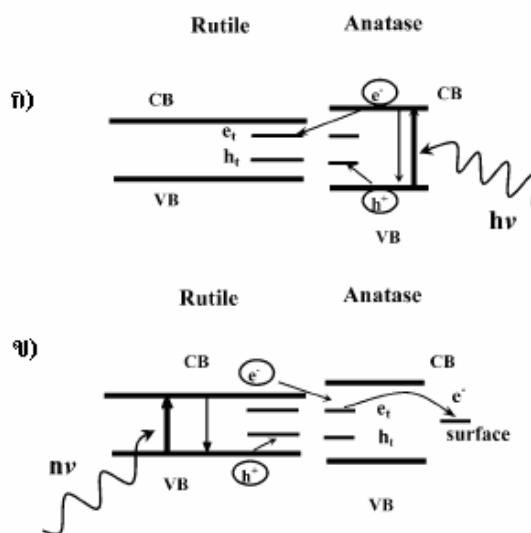 Rutile Anatase
ก)
CB e⁻ CB
eₜ
hₜ
VB h⁺
VB hν
Rutile Anatase
ข)
CB e⁻ CB
eₜ e⁻
hₜ surface
nν VB h⁺
VB